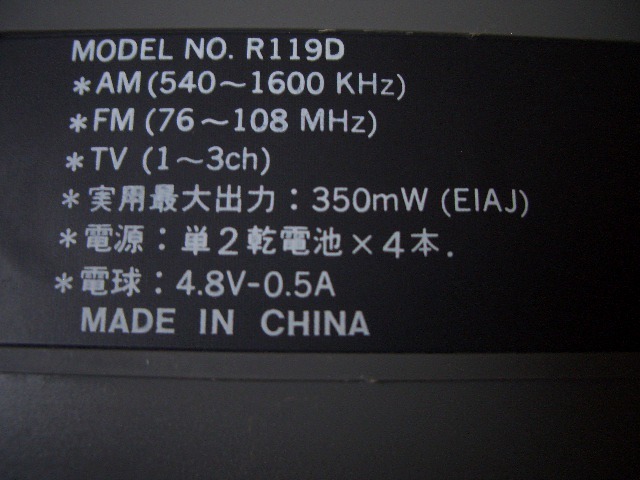 MODEL NO. R119D
*AM(540～1600 KHz)
*FM (76～108 MHz)
*TV (1～3ch)
*実用最大出力：350mW (EIAJ)
*電源：単2乾電池×4本.
*電球：4.8V-0.5A
MADE IN CHINA